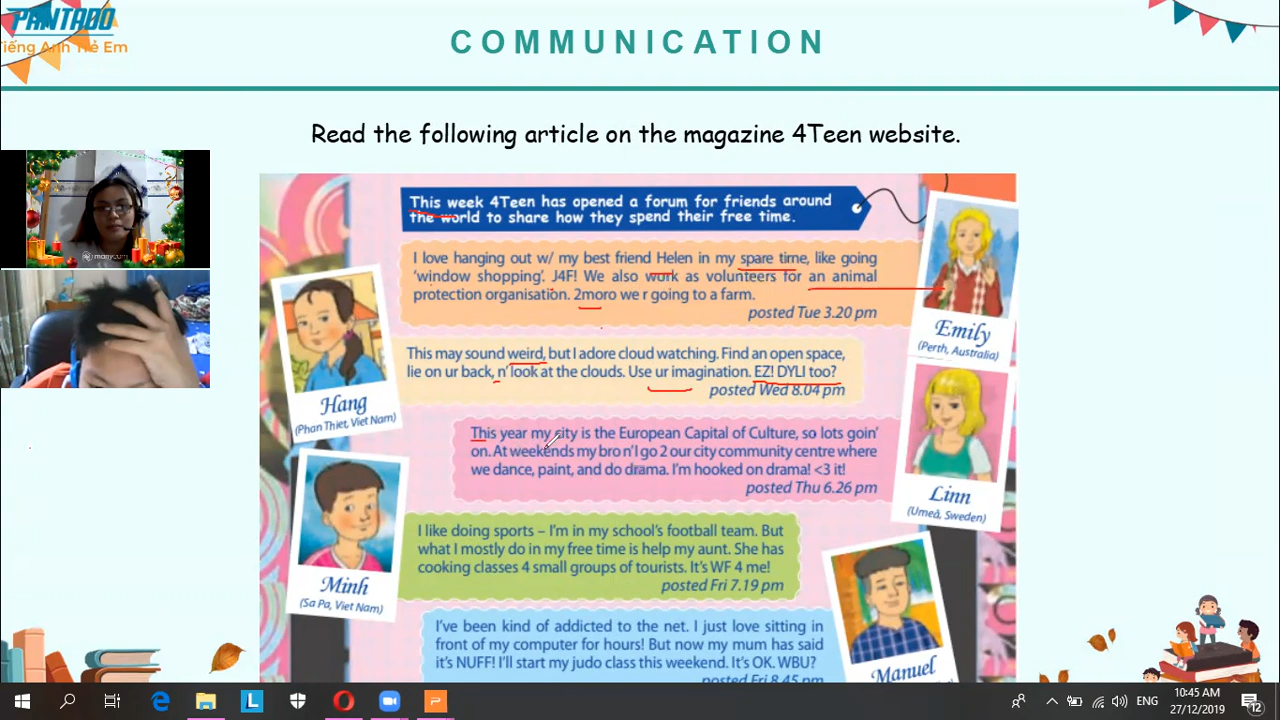 PANTADO
Tiếng Anh Trẻ Em
COMMUNICATION
Read the following article on the magazine 4Teen website.
This week 4Teen has opened a forum for friends around
the world to share how they spend their free time.
I love hanging out w/ my best friend Helen in my spare time, like going
'window shopping'. J4F! We also work as volunteers for an animal
protection organisation. 2moro we r going to a farm.
posted Tue 3.20 pm
Emily
(Perth, Australia)
This may sound weird, but I adore cloud watching. Find an open space,
lie on ur back, n' look at the clouds. Use ur imagination. EZ! DYLI too?
posted Wed 8.04 pm
Hang
(Phan Thiet, Viet Nam)
This year my city is the European Capital of Culture, so lots goin'
on. At weekends my bro n' I go 2 our city community centre where
we dance, paint, and do drama. I'm hooked on drama! <3 it!
posted Thu 6.26 pm
Linn
(Umeå, Sweden)
I like doing sports – I'm in my school's football team. But
what I mostly do in my free time is help my aunt. She has
cooking classes 4 small groups of tourists. It's WF 4 me!
posted Fri 7.19 pm
Minh
(Sa Pa, Viet Nam)
I've been kind of addicted to the net. I just love sitting in
front of my computer for hours! But now my mum has said
it's NUFF! I'll start my judo class this weekend. It's OK. WBU?
posted Fri 8.45 pm
Manuel
manycam
ENG
10:45 AM
27/12/2019
12